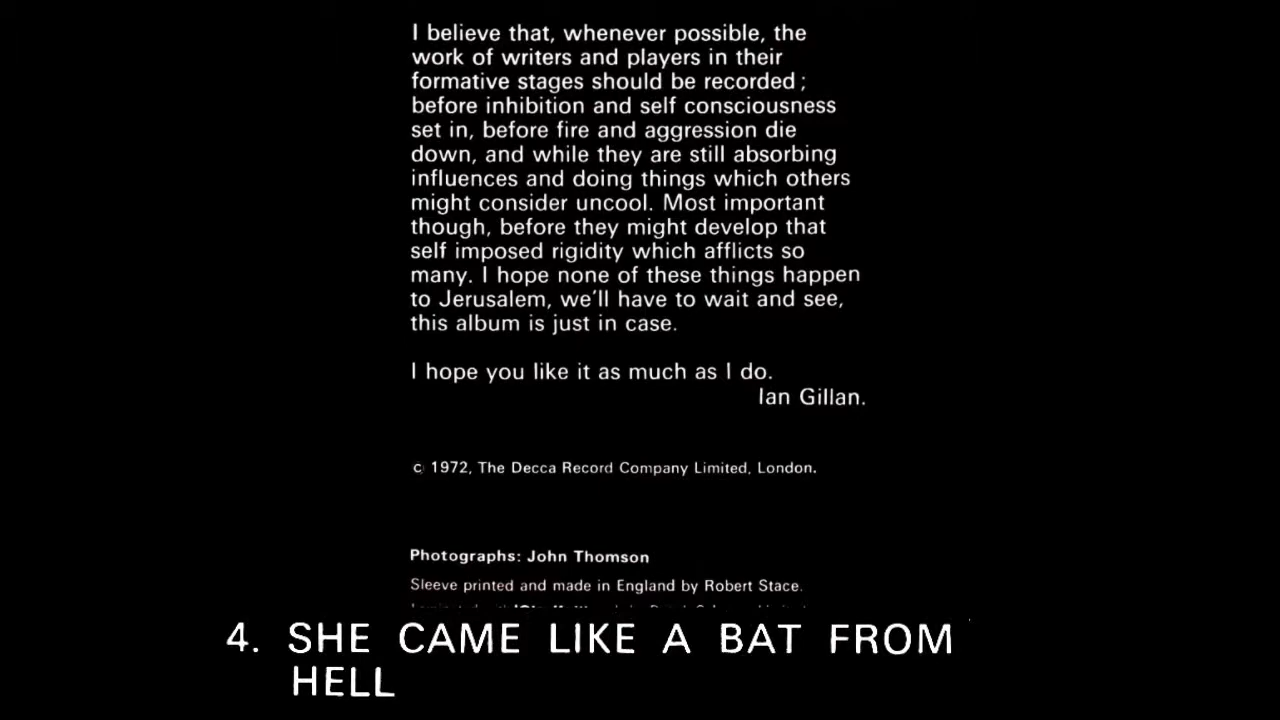 I believe that, whenever possible, the
work of writers and players in their
formative stages should be recorded;
before inhibition and self consciousness
set in, before fire and aggression die
down, and while they are still absorbing
influences and doing things which others
might consider uncool. Most important
though, before they might develop that
self imposed rigidity which afflicts so
many. I hope none of these things happen
to Jerusalem, we'll have to wait and see,
this album is just in case.
I hope you like it as much as I do.
Ian Gillan.
© 1972, The Decca Record Company Limited, London.
Photographs: John Thomson
Sleeve printed and made in England by Robert Stace.
4. SHE CAME LIKE A BAT FROM
HELL